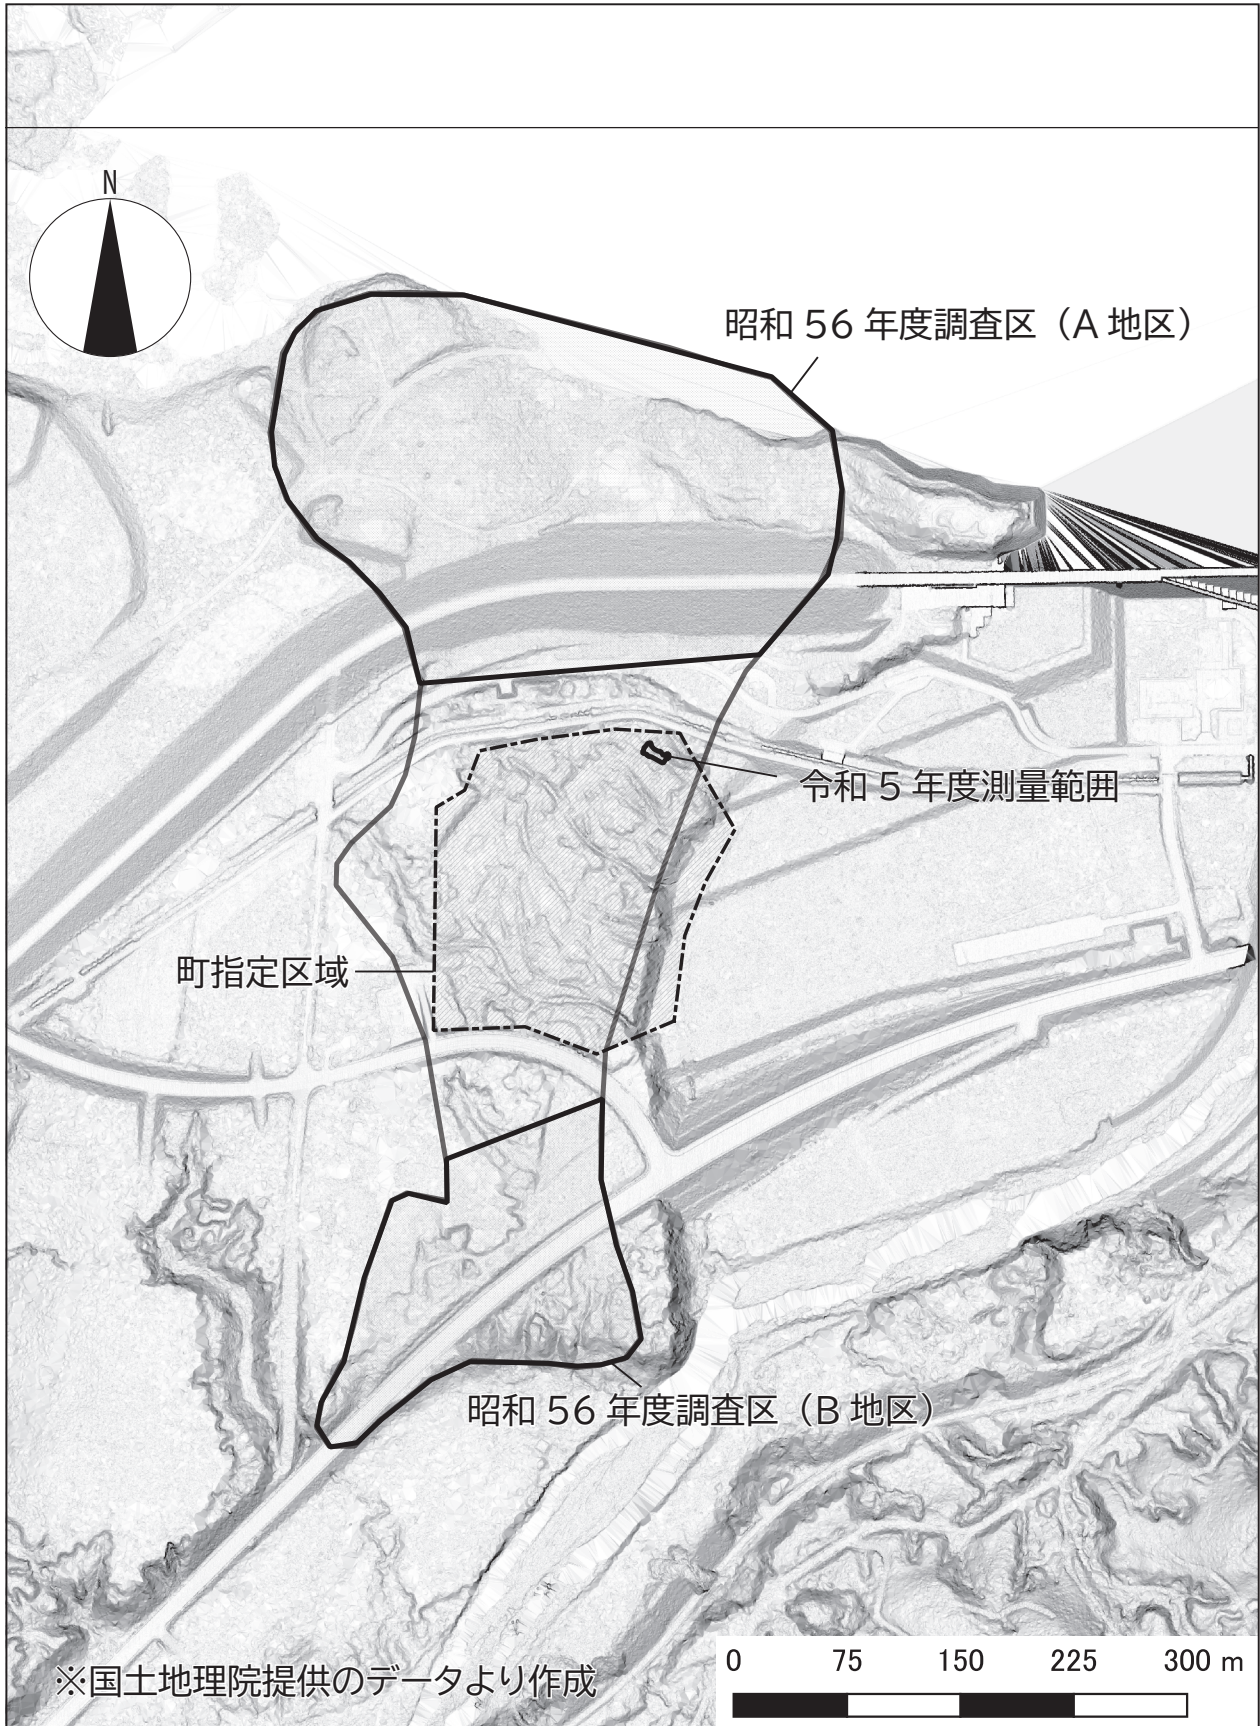 N
昭和 56 年度調査区（A 地区）
令和 5 年度測量範囲
町指定区域
昭和 56 年度調査区（B 地区）
※国土地理院提供のデータより作成
0 75 150 225 300 m